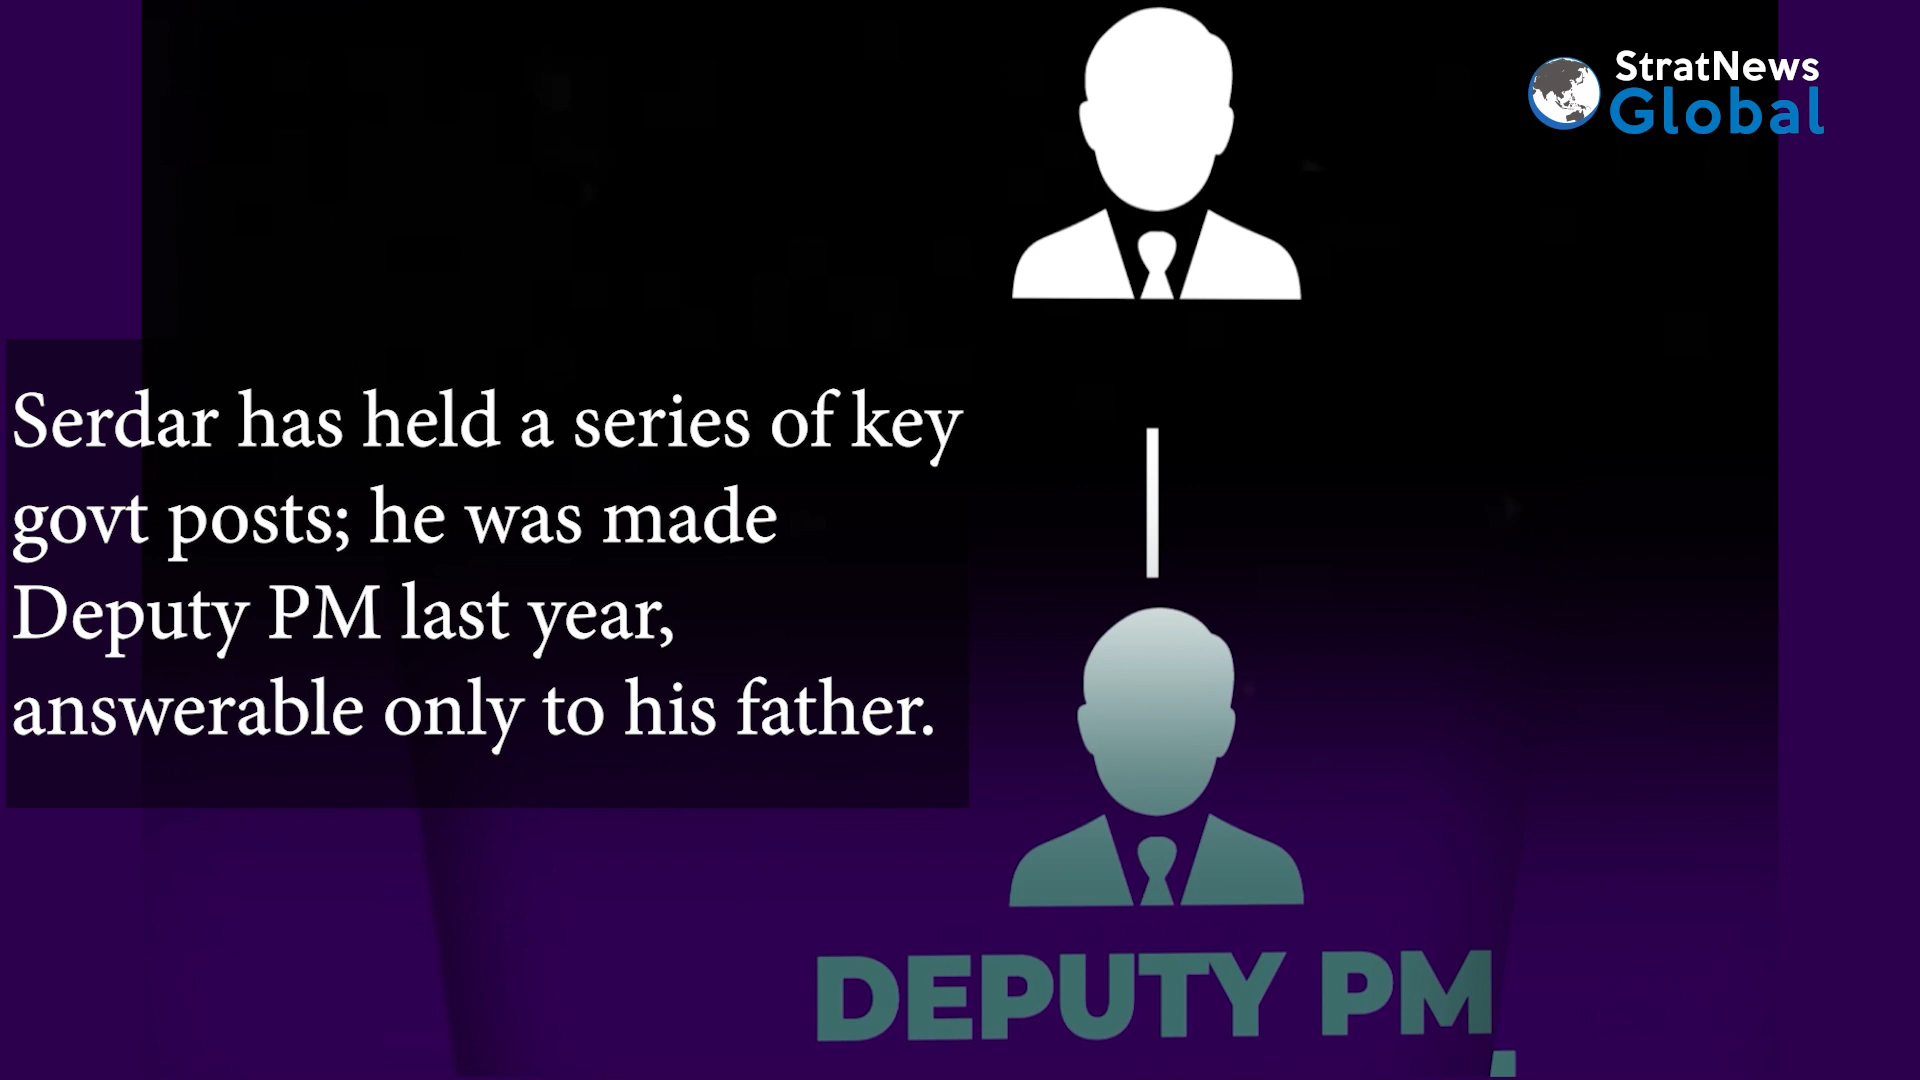 StratNews
Global
Serdar has held a series of key
govt posts; he was made
Deputy PM last year,
answerable only to his father.
DEPUTY PM